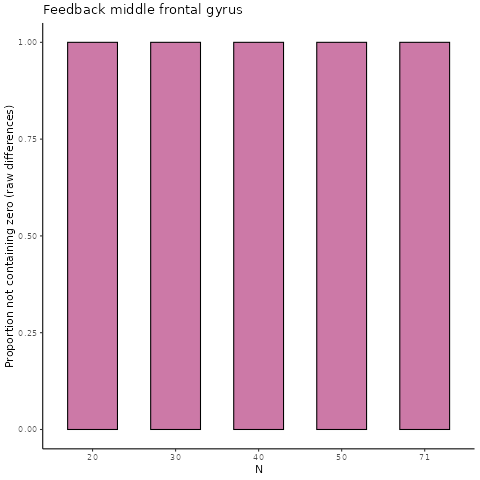 Feedback middle frontal gyrus
Proportion not containing zero (raw differences)
1.00
0.75
0.50
0.25
0.00
20 30 40 50 71
N